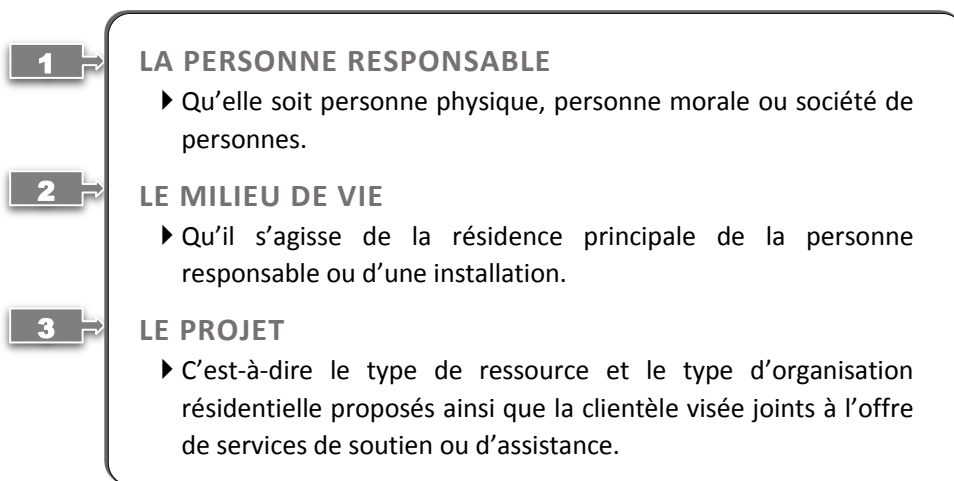 1
LA PERSONNE RESPONSABLE
Qu’elle soit personne physique, personne morale ou société de
personnes.
2
LE MILIEU DE VIE
Qu’il s’agisse de la résidence principale de la personne
responsable ou d’une installation.
3
LE PROJET
C’est-à-dire le type de ressource et le type d’organisation
résidentielle proposés ainsi que la clientèle visée joints à l’offre
de services de soutien ou d’assistance.